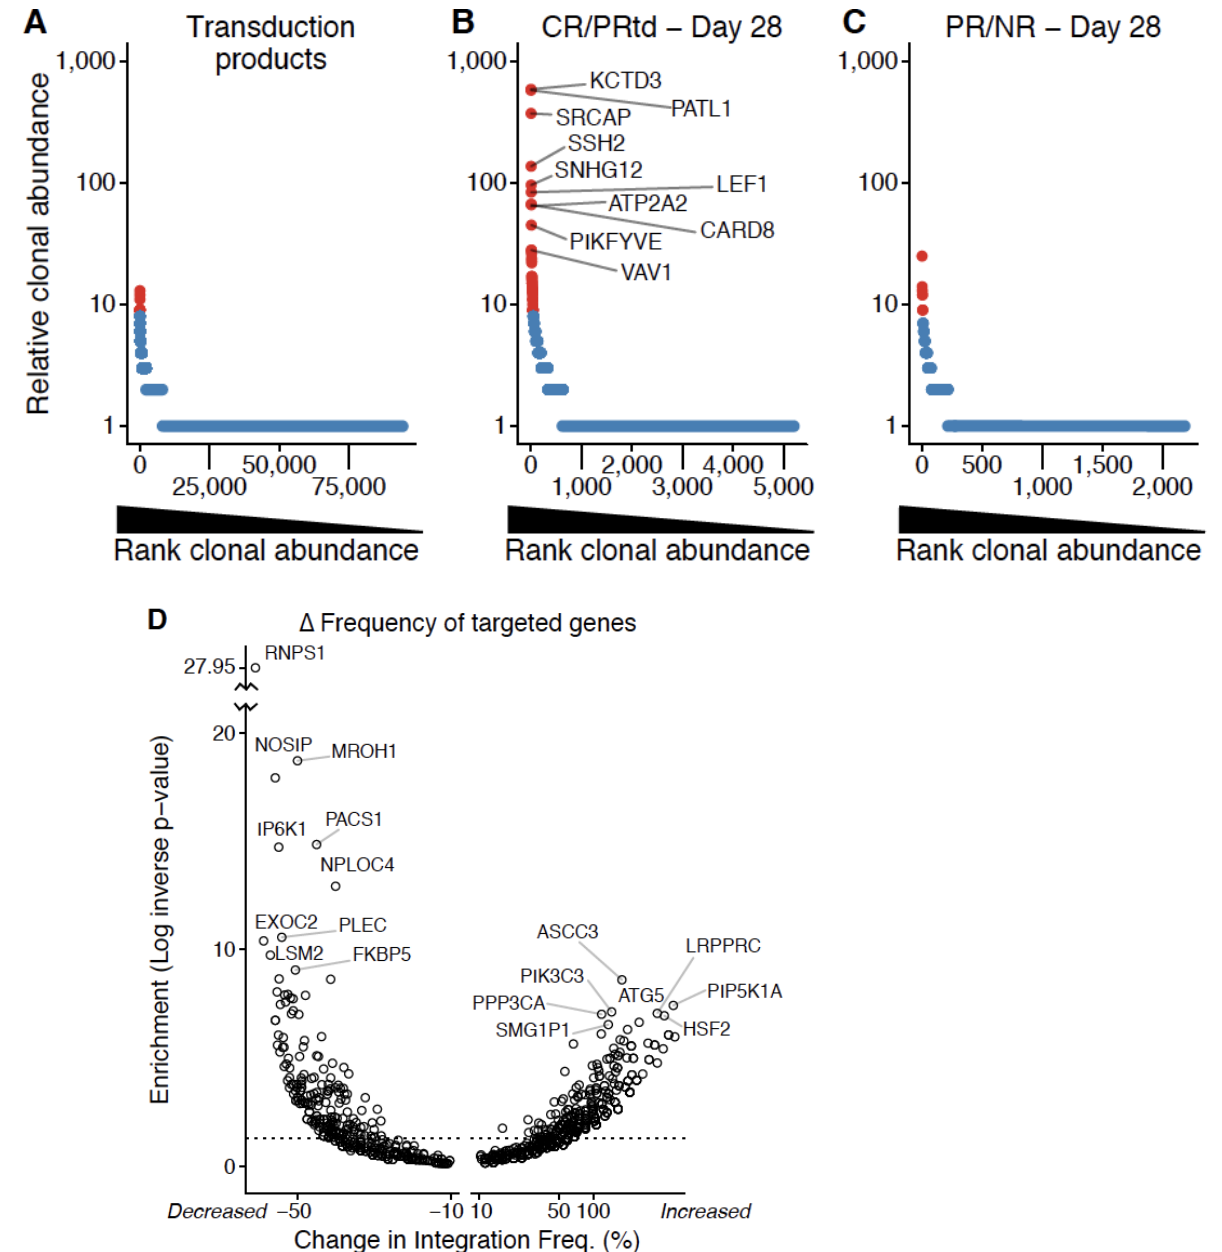 A
Transduction
products
B
CR/PRtd – Day 28
C
PR/NR – Day 28
Relative clonal abundance
1,000
100
10
1
0
25,000
50,000
75,000
Rank clonal abundance
1,000
100
10
1
KCTD3
PATL1
SRCAP
SSH2
SNHG12
LEF1
ATP2A2
CARD8
PIKFYVE
VAV1
0
1,000
2,000
3,000
4,000
5,000
Rank clonal abundance
1,000
100
10
1
0
500
1,000
1,500
2,000
Rank clonal abundance
D
Δ Frequency of targeted genes
Enrichment (Log inverse p−value)
27.95
20
10
0
RNPS1
NOSIP
MROH1
IP6K1
PACS1
NPLOC4
EXOC2
PLEC
LSM2
FKBP5
ASCC3
LRPPRC
PIK3C3
ATG5
PIP5K1A
PPP3CA
SMG1P1
HSF2
Decreased −50 −10 10 50 100 Increased
Change in Integration Freq. (%)